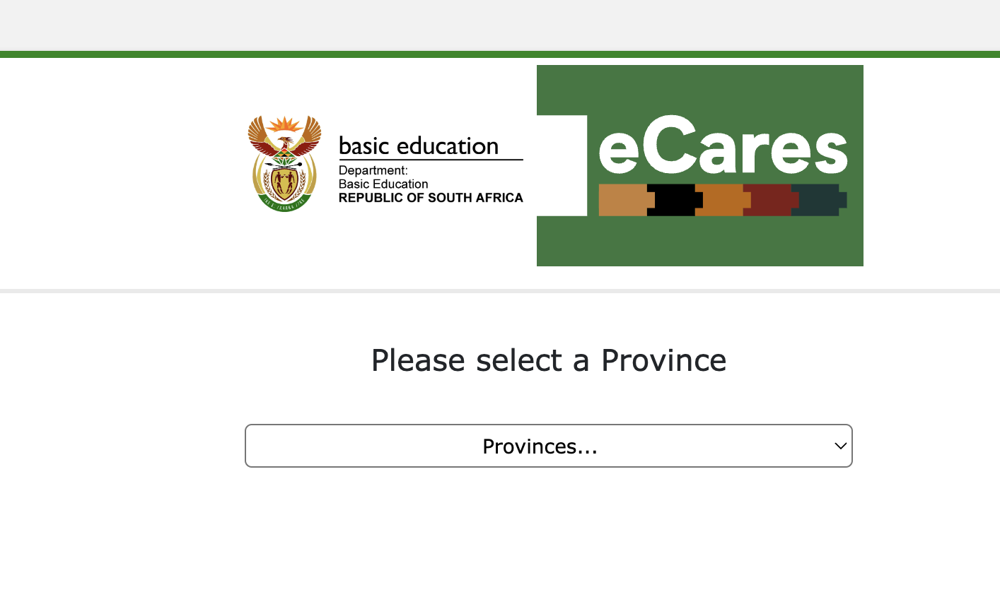 basic education
Department:
Basic Education
REPUBLIC OF SOUTH AFRICA
eCares
Please select a Province
Provinces...